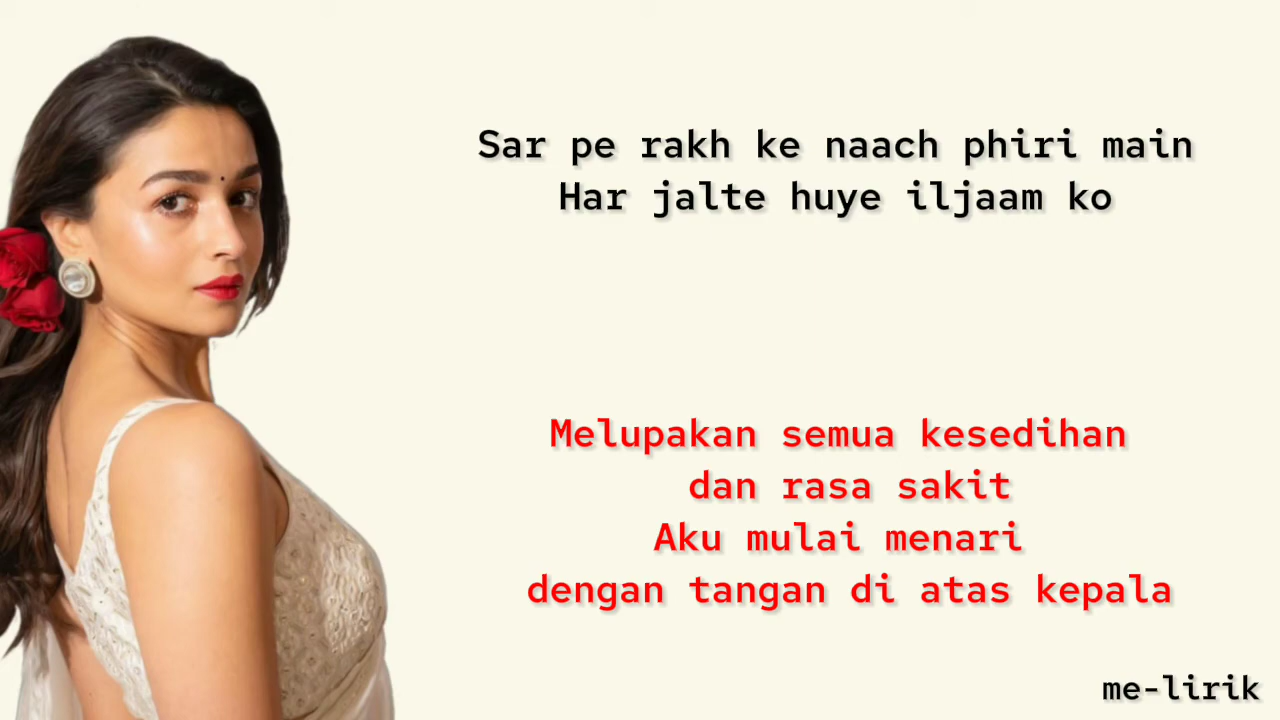 Sar pe rakh ke naach phiri main
Har jalte huye iljaam ko
Melupakan semua kesedihan
dan rasa sakit
Aku mulai menari
dengan tangan di atas kepala
me-lirik